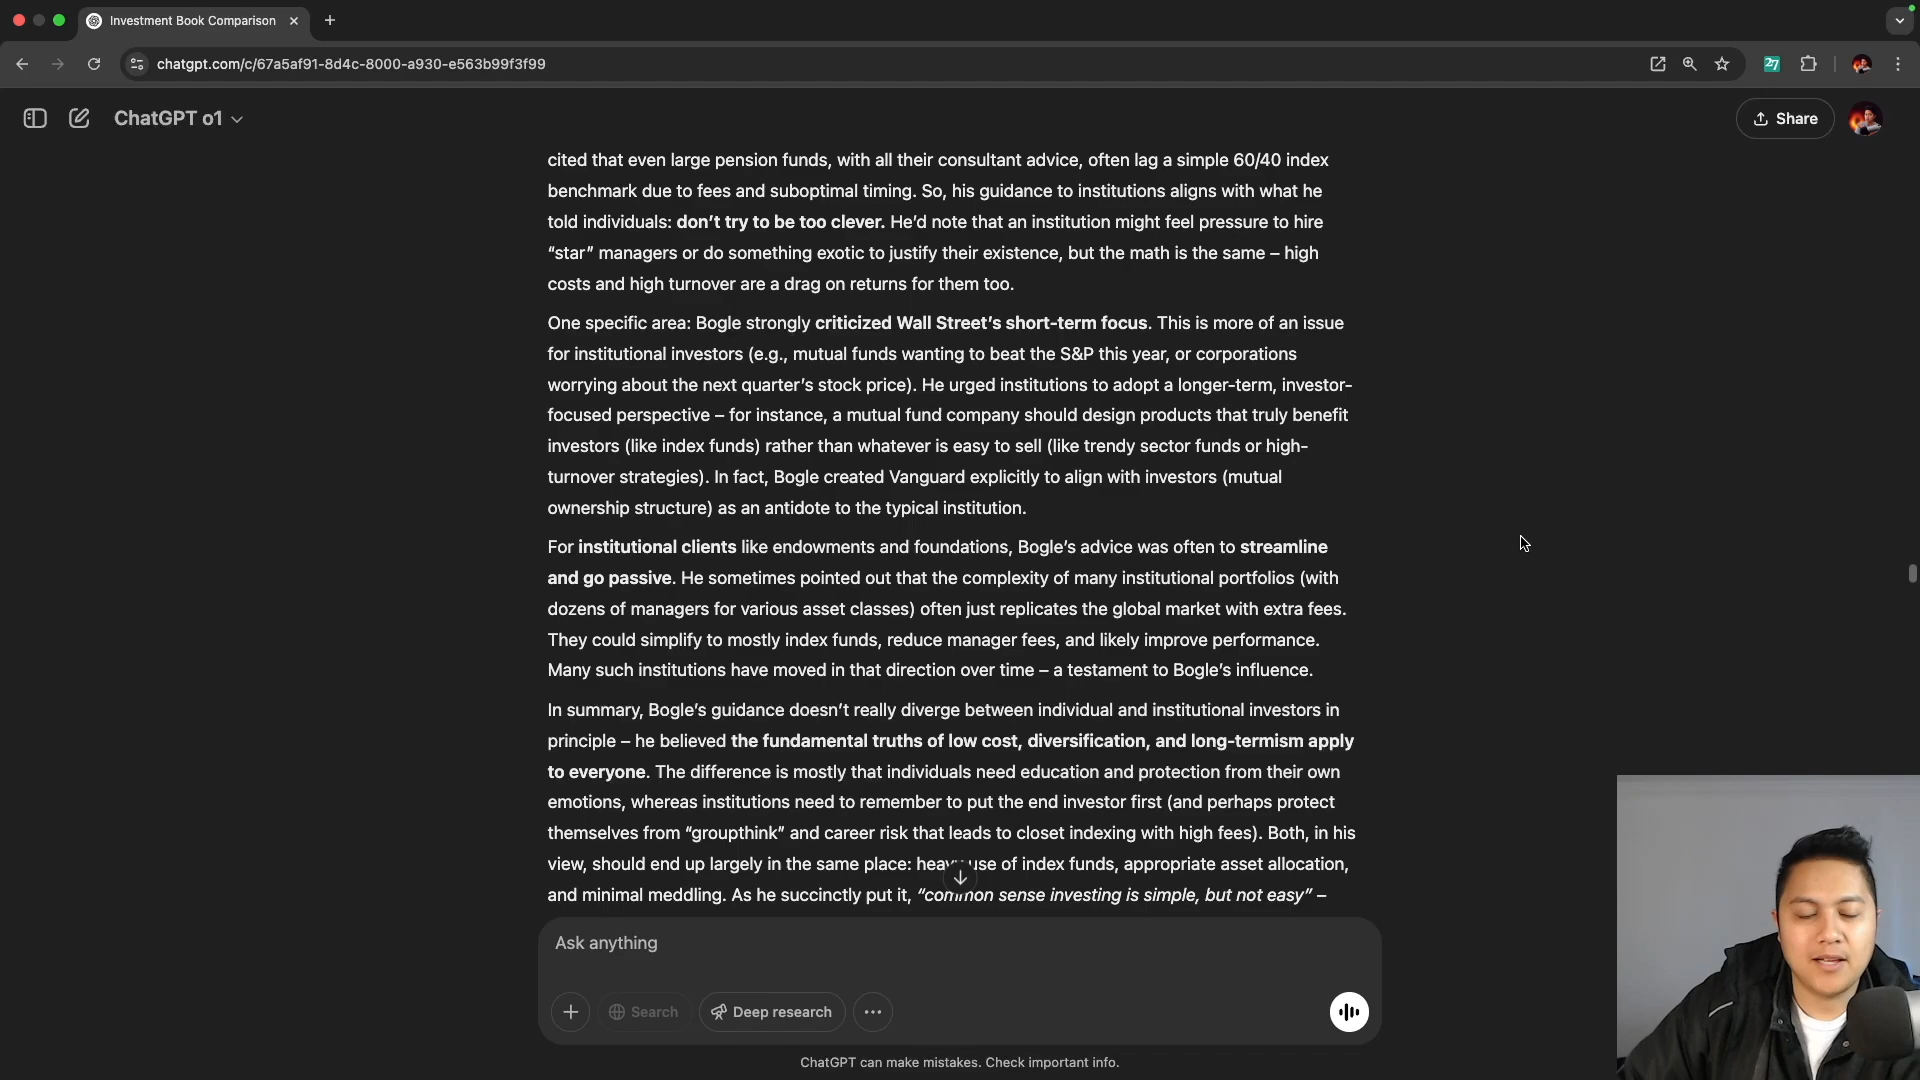 Investment Book Comparison
chatgpt.com/c/67a5af91-8d4c-8000-a930-e563b99f3f99
27
ChatGPT o1
Share
cited that even large pension funds, with all their consultant advice, often lag a simple 60/40 index
benchmark due to fees and suboptimal timing. So, his guidance to institutions aligns with what he
told individuals: don’t try to be too clever. He’d note that an institution might feel pressure to hire
“star” managers or do something exotic to justify their existence, but the math is the same – high
costs and high turnover are a drag on returns for them too.
One specific area: Bogle strongly criticized Wall Street’s short-term focus. This is more of an issue
for institutional investors (e.g., mutual funds wanting to beat the S&P this year, or corporations
worrying about the next quarter’s stock price). He urged institutions to adopt a longer-term, investor-
focused perspective – for instance, a mutual fund company should design products that truly benefit
investors (like index funds) rather than whatever is easy to sell (like trendy sector funds or high-
turnover strategies). In fact, Bogle created Vanguard explicitly to align with investors (mutual
ownership structure) as an antidote to the typical institution.
For institutional clients like endowments and foundations, Bogle’s advice was often to streamline
and go passive. He sometimes pointed out that the complexity of many institutional portfolios (with
dozens of managers for various asset classes) often just replicates the global market with extra fees.
They could simplify to mostly index funds, reduce manager fees, and likely improve performance.
Many such institutions have moved in that direction over time – a testament to Bogle’s influence.
In summary, Bogle’s guidance doesn’t really diverge between individual and institutional investors in
principle – he believed the fundamental truths of low cost, diversification, and long-termism apply
to everyone. The difference is mostly that individuals need education and protection from their own
emotions, whereas institutions need to remember to put the end investor first (and perhaps protect
themselves from “groupthink” and career risk that leads to closet indexing with high fees). Both, in his
view, should end up largely in the same place: heavy use of index funds, appropriate asset allocation,
and minimal meddling. As he succinctly put it, “common sense investing is simple, but not easy” –
Ask anything
Search
Deep research
ChatGPT can make mistakes. Check important info.